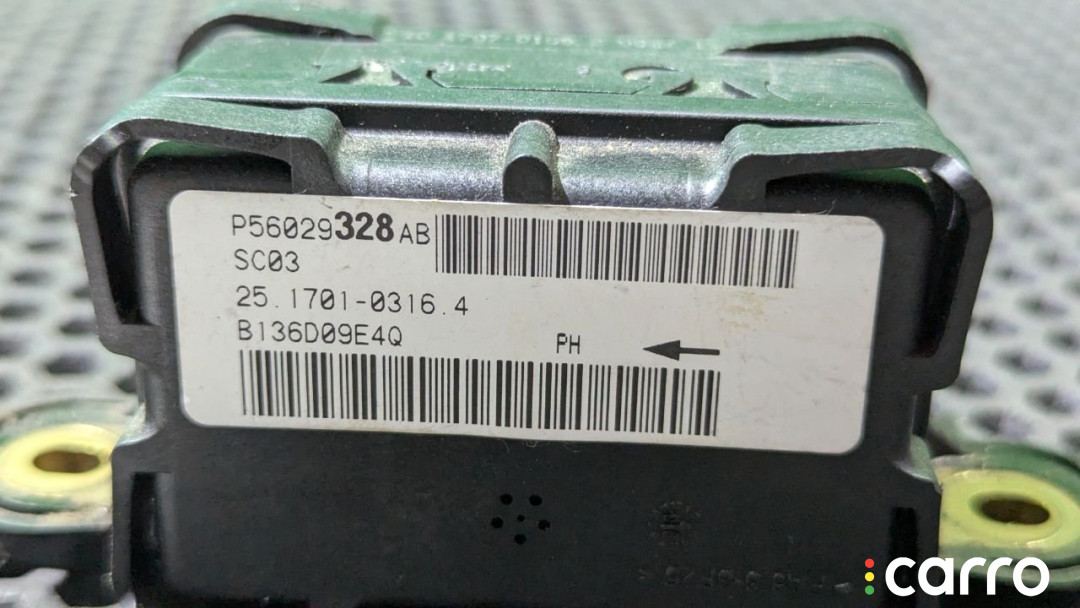 P56029328AB
SC03
25.1701-0316.4
B136D09E4Q
PH
carro